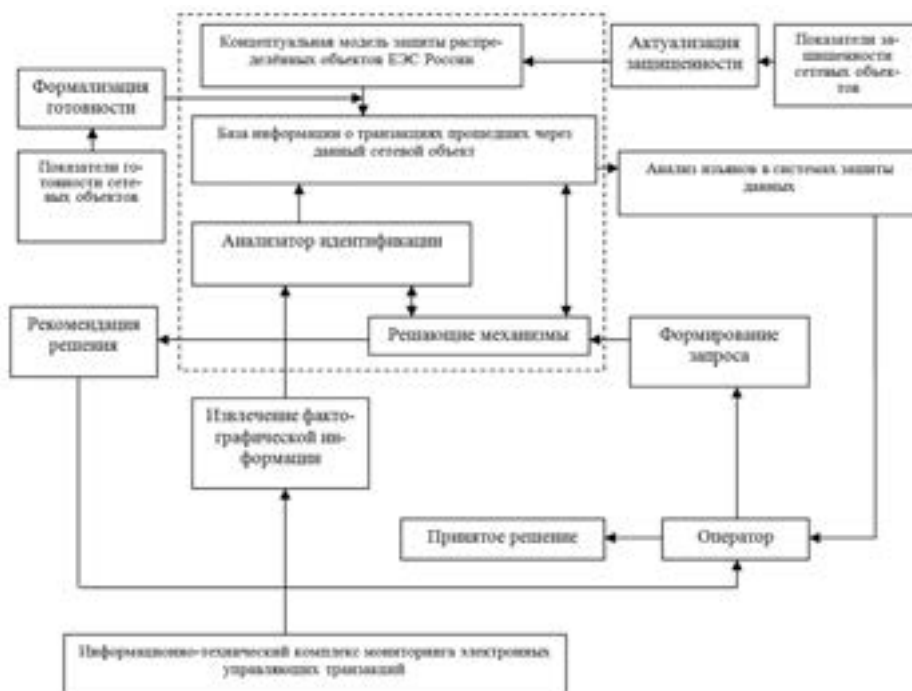 Концептуальная модель защиты распре-
делённых объектов ЕЭС России
Актуализация
защищенности
Показатели за-
щищенности
сетевых объек-
тов
Формализация
готовности
База информации о транзакциях прошедших через
данный сетевой объект
Показатели го-
товности сете-
вых объектов
Анализ изъянов в системах защиты
данных
Анализатор идентификации
Рекомендация
решения
Решающие механизмы
Формирование
запроса
Извлечение факто-
графической ин-
формации
Принятое решение
Оператор
Информационно-технический комплекс мониторинга электронных
управляющих транзакций